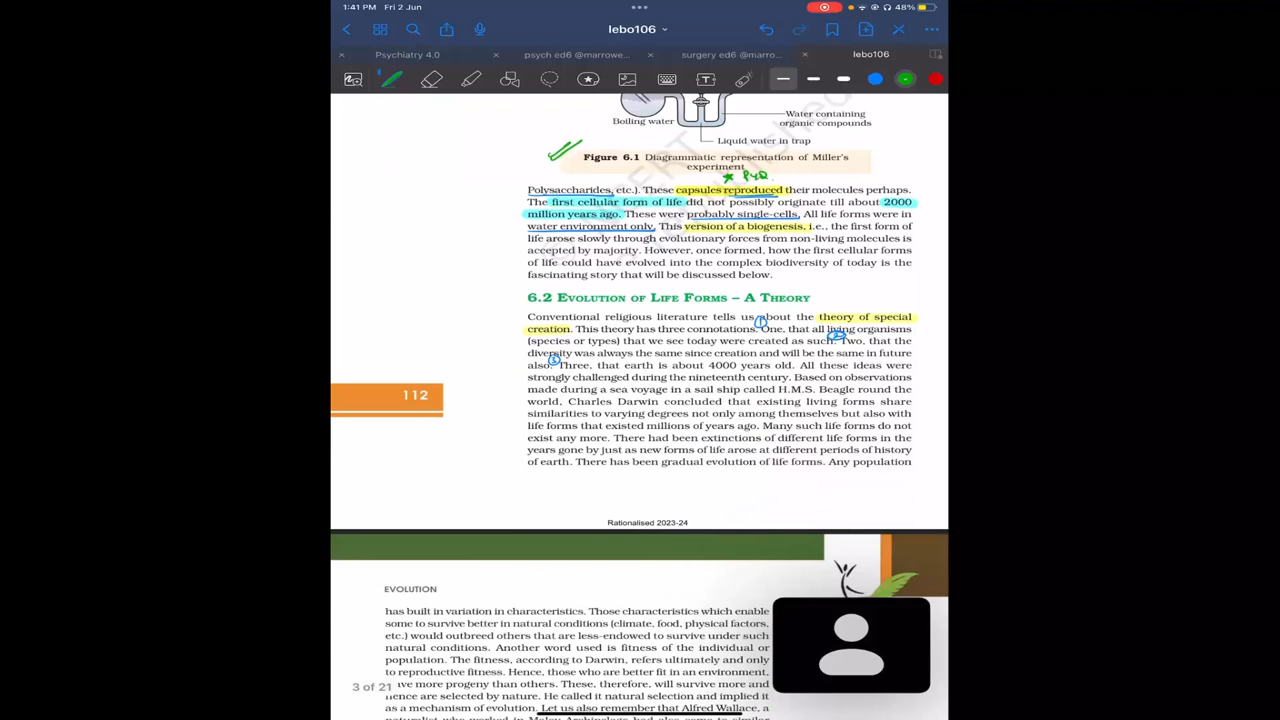 1:41 PM Fri 2 Jun
48%
lebo106
Psychiatry 4.0
psych ed6 @marrowe...
surgery ed6 @marro...
lebo106
Boiling water
Water containing
organic compounds
Liquid water in trap
Figure 6.1 Diagrammatic representation of Miller's
experiment
PYQ
Polysaccharides, etc.). These capsules reproduced their molecules perhaps.
The first cellular form of life did not possibly originate till about 2000
million years ago. These were probably single-cells. All life forms were in
water environment only. This version of a biogenesis, i.e., the first form of
life arose slowly through evolutionary forces from non-living molecules is
accepted by majority. However, once formed, how the first cellular forms
of life could have evolved into the complex biodiversity of today is the
fascinating story that will be discussed below.
6.2 EVOLUTION OF LIFE FORMS – A THEORY
Conventional religious literature tells us about the theory of special
1
creation. This theory has three connotations. One, that all living organisms
2
(species or types) that we see today were created as such. Two, that the
diversity was always the same since creation and will be the same in future
3
also. Three, that earth is about 4000 years old. All these ideas were
strongly challenged during the nineteenth century. Based on observations
made during a sea voyage in a sail ship called H.M.S. Beagle round the
112
world, Charles Darwin concluded that existing living forms share
similarities to varying degrees not only among themselves but also with
life forms that existed millions of years ago. Many such life forms do not
exist any more. There had been extinctions of different life forms in the
years gone by just as new forms of life arose at different periods of history
of earth. There has been gradual evolution of life forms. Any population
Rationalised 2023-24
EVOLUTION
has built in variation in characteristics. Those characteristics which enable
some to survive better in natural conditions (climate, food, physical factors,
etc.) would outbreed others that are less-endowed to survive under such
natural conditions. Another word used is fitness of the individual or
population. The fitness, according to Darwin, refers ultimately and only
to reproductive fitness. Hence, those who are better fit in an environment,
3 of 21
ve more progeny than others. These, therefore, will survive more and
hence are selected by nature. He called it natural selection and implied it
as a mechanism of evolution. Let us also remember that Alfred Wallace, a
naturalist who worked in Malay Archipelago had also come to similar